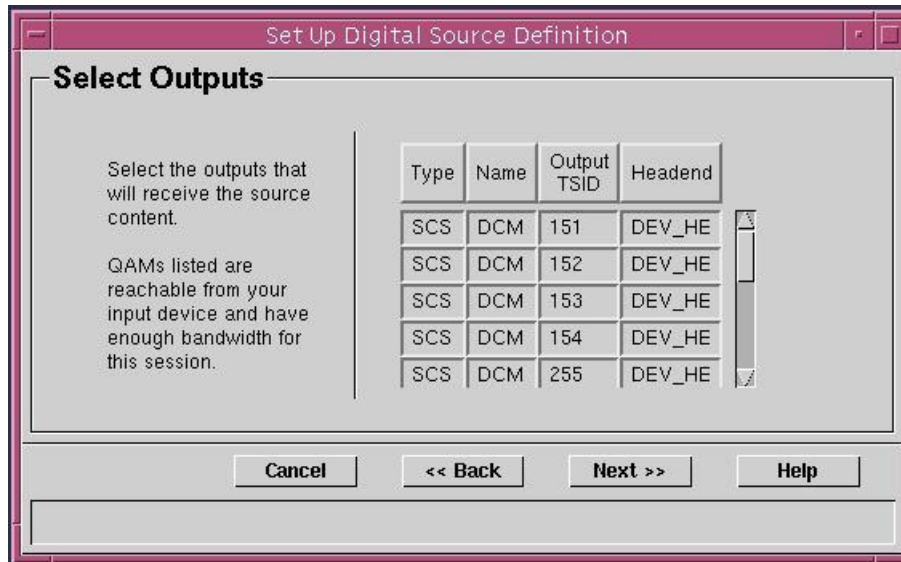 Set Up Digital Source Definition
Select Outputs
Select the outputs that
will receive the source
content.
QAMs listed are
reachable from your
input device and have
enough bandwidth for
this session.
Type Name Output TSID Headend
SCS DCM 151 DEV_HE
SCS DCM 152 DEV_HE
SCS DCM 153 DEV_HE
SCS DCM 154 DEV_HE
SCS DCM 255 DEV_HE
Cancel << Back Next >> Help